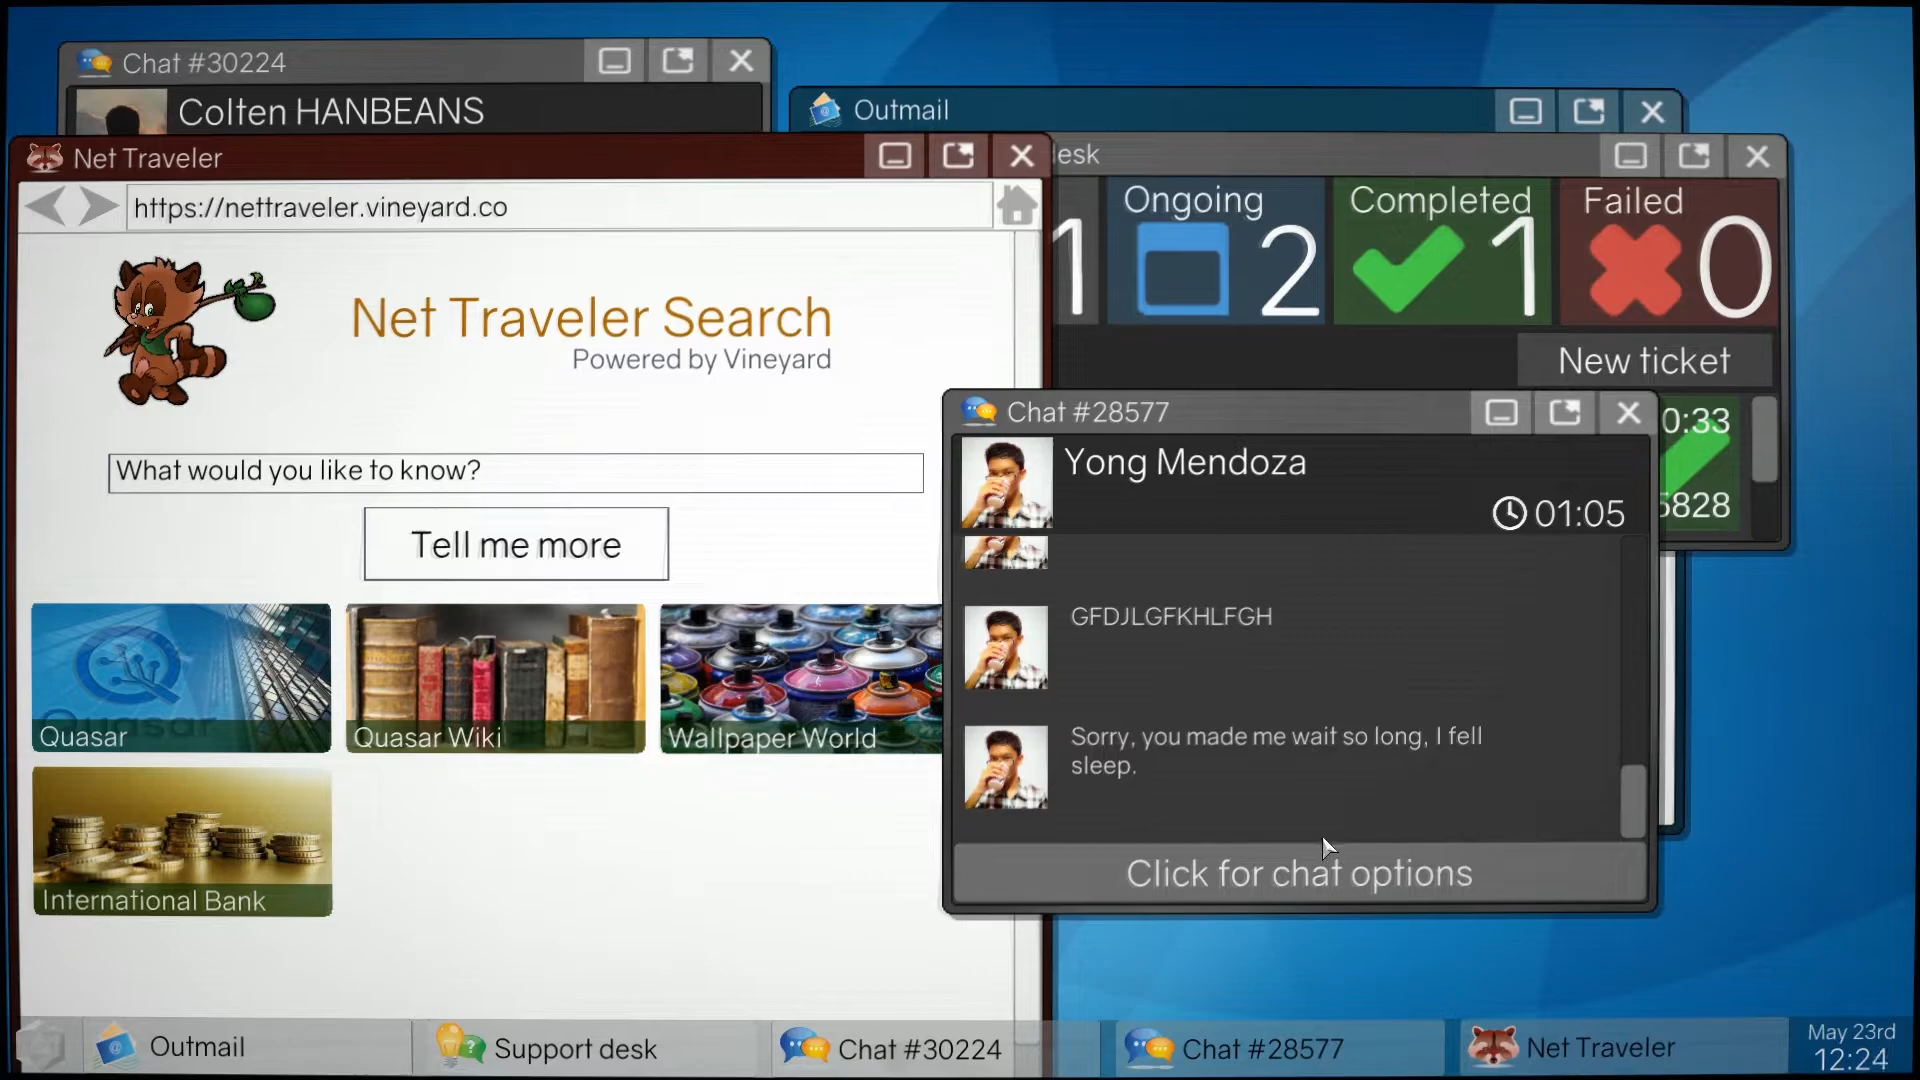 Chat #30224
Colten HANBEANS
Outmail
Net Traveler
https://nettraveler.vineyard.co
Net Traveler Search
Powered by Vineyard
What would you like to know?
Tell me more
Quasar
Quasar
Quasar Wiki
Wallpaper World
International Bank
desk
1
Ongoing
2
Completed
1
Failed
0
New ticket
0:33
5828
Chat #28577
Yong Mendoza
01:05
GFDJLGFKHLFGH
Sorry, you made me wait so long, I fell
sleep.
Click for chat options
Outmail
Support desk
Chat #30224
Chat #28577
Net Traveler
May 23rd
12:24